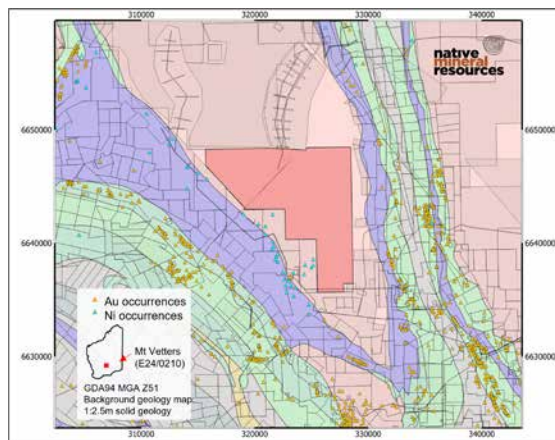 310000 320000 330000 340000
native
mineral
resources
6650000 6650000
6640000 6640000
6630000 6630000
Au occurrences
Ni occurrences
Mt Vetters
(E24/0210)
GDA94 MGA Z51
Background geology map:
1:2.5m solid geology
310000 320000 330000 340000